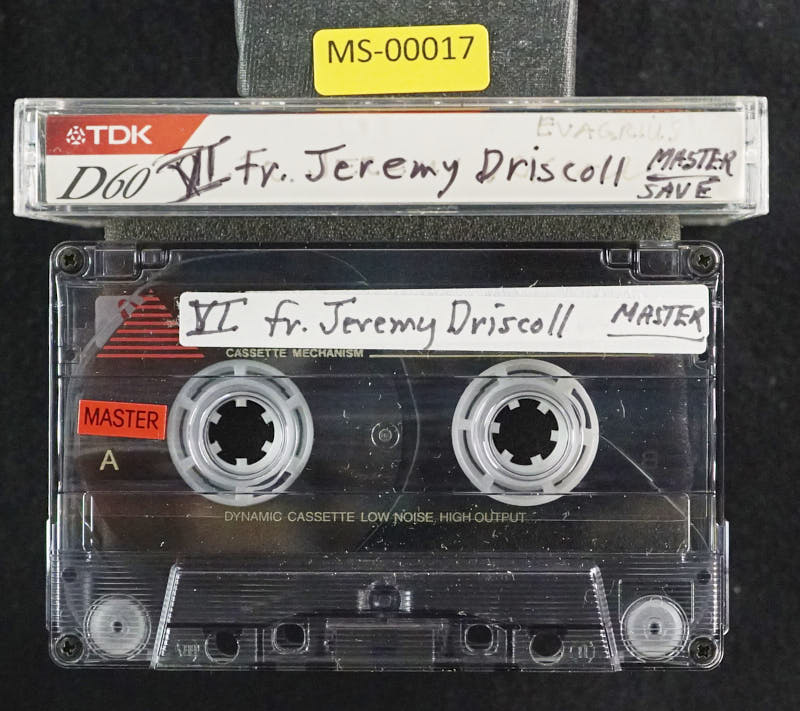 MS-00017
TDK
EVAGRIUS
D60 VI Fr. Jeremy Driscoll MASTER
SAVE
VI fr. Jeremy Driscoll MASTER
CASSETTE MECHANISM
MASTER
A B
DYNAMIC CASSETTE LOW NOISE, HIGH OUTPUT